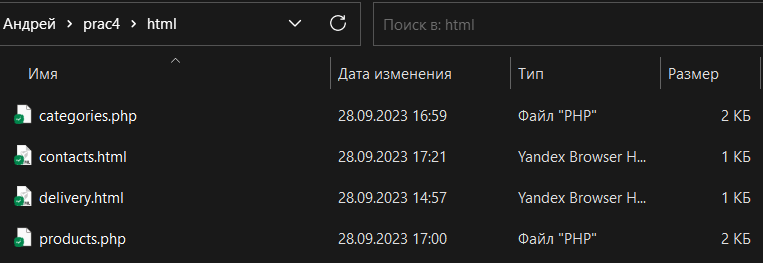 Андрей > prac4 > html
Поиск в: html
Имя Дата изменения Тип Размер
categories.php 28.09.2023 16:59 Файл "PHP" 2 КБ
contacts.html 28.09.2023 17:21 Yandex Browser H... 1 КБ
delivery.html 28.09.2023 14:57 Yandex Browser H... 1 КБ
products.php 28.09.2023 17:00 Файл "PHP" 2 КБ